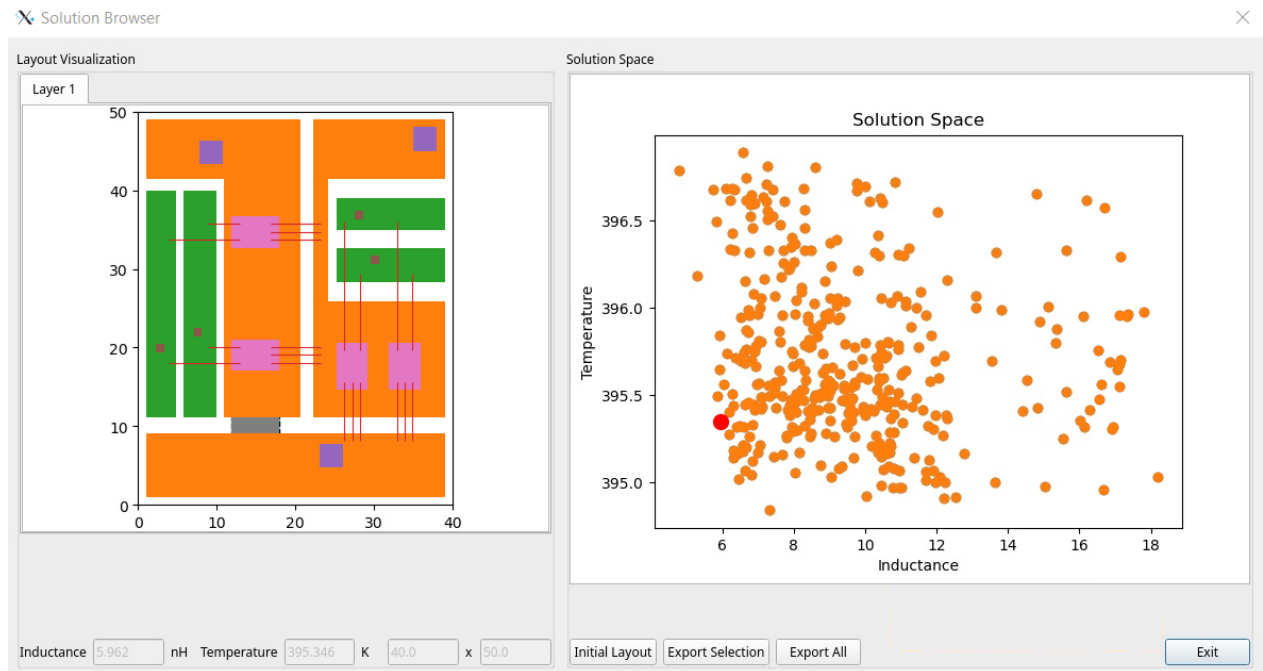 Solution Browser
Layout Visualization
Layer 1
50
40
30
20
10
0
0 10 20 30 40
Solution Space
Solution Space
396.5
396.0
395.5
395.0
Temperature
6 8 10 12 14 16 18
Inductance
Inductance 5.962 nH Temperature 395.346 K 40.0 x 50.0
Initial Layout Export Selection Export All Exit